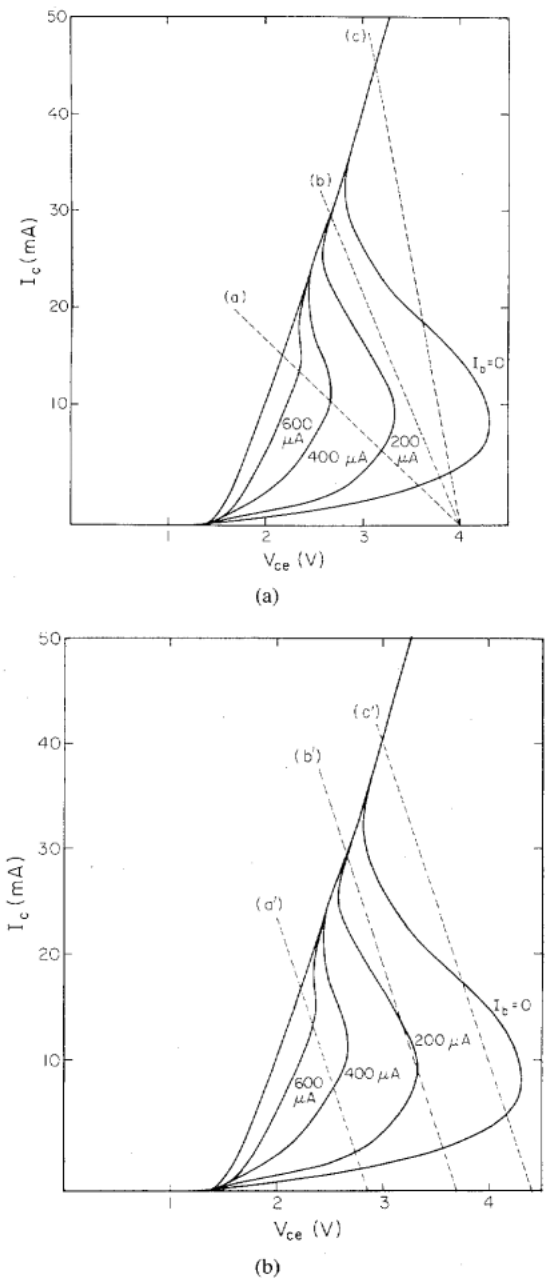 50
40
30
20
10
I_c (mA)
(c)
(b)
(a)
I_b=0
600 μA
400 μA
200 μA
1 2 3 4
V_ce (V)
(a)
50
40
30
20
10
I_c (mA)
(c')
(b')
(a')
I_b=0
200 μA
400 μA
600 μA
1 2 3 4
V_ce (V)
(b)